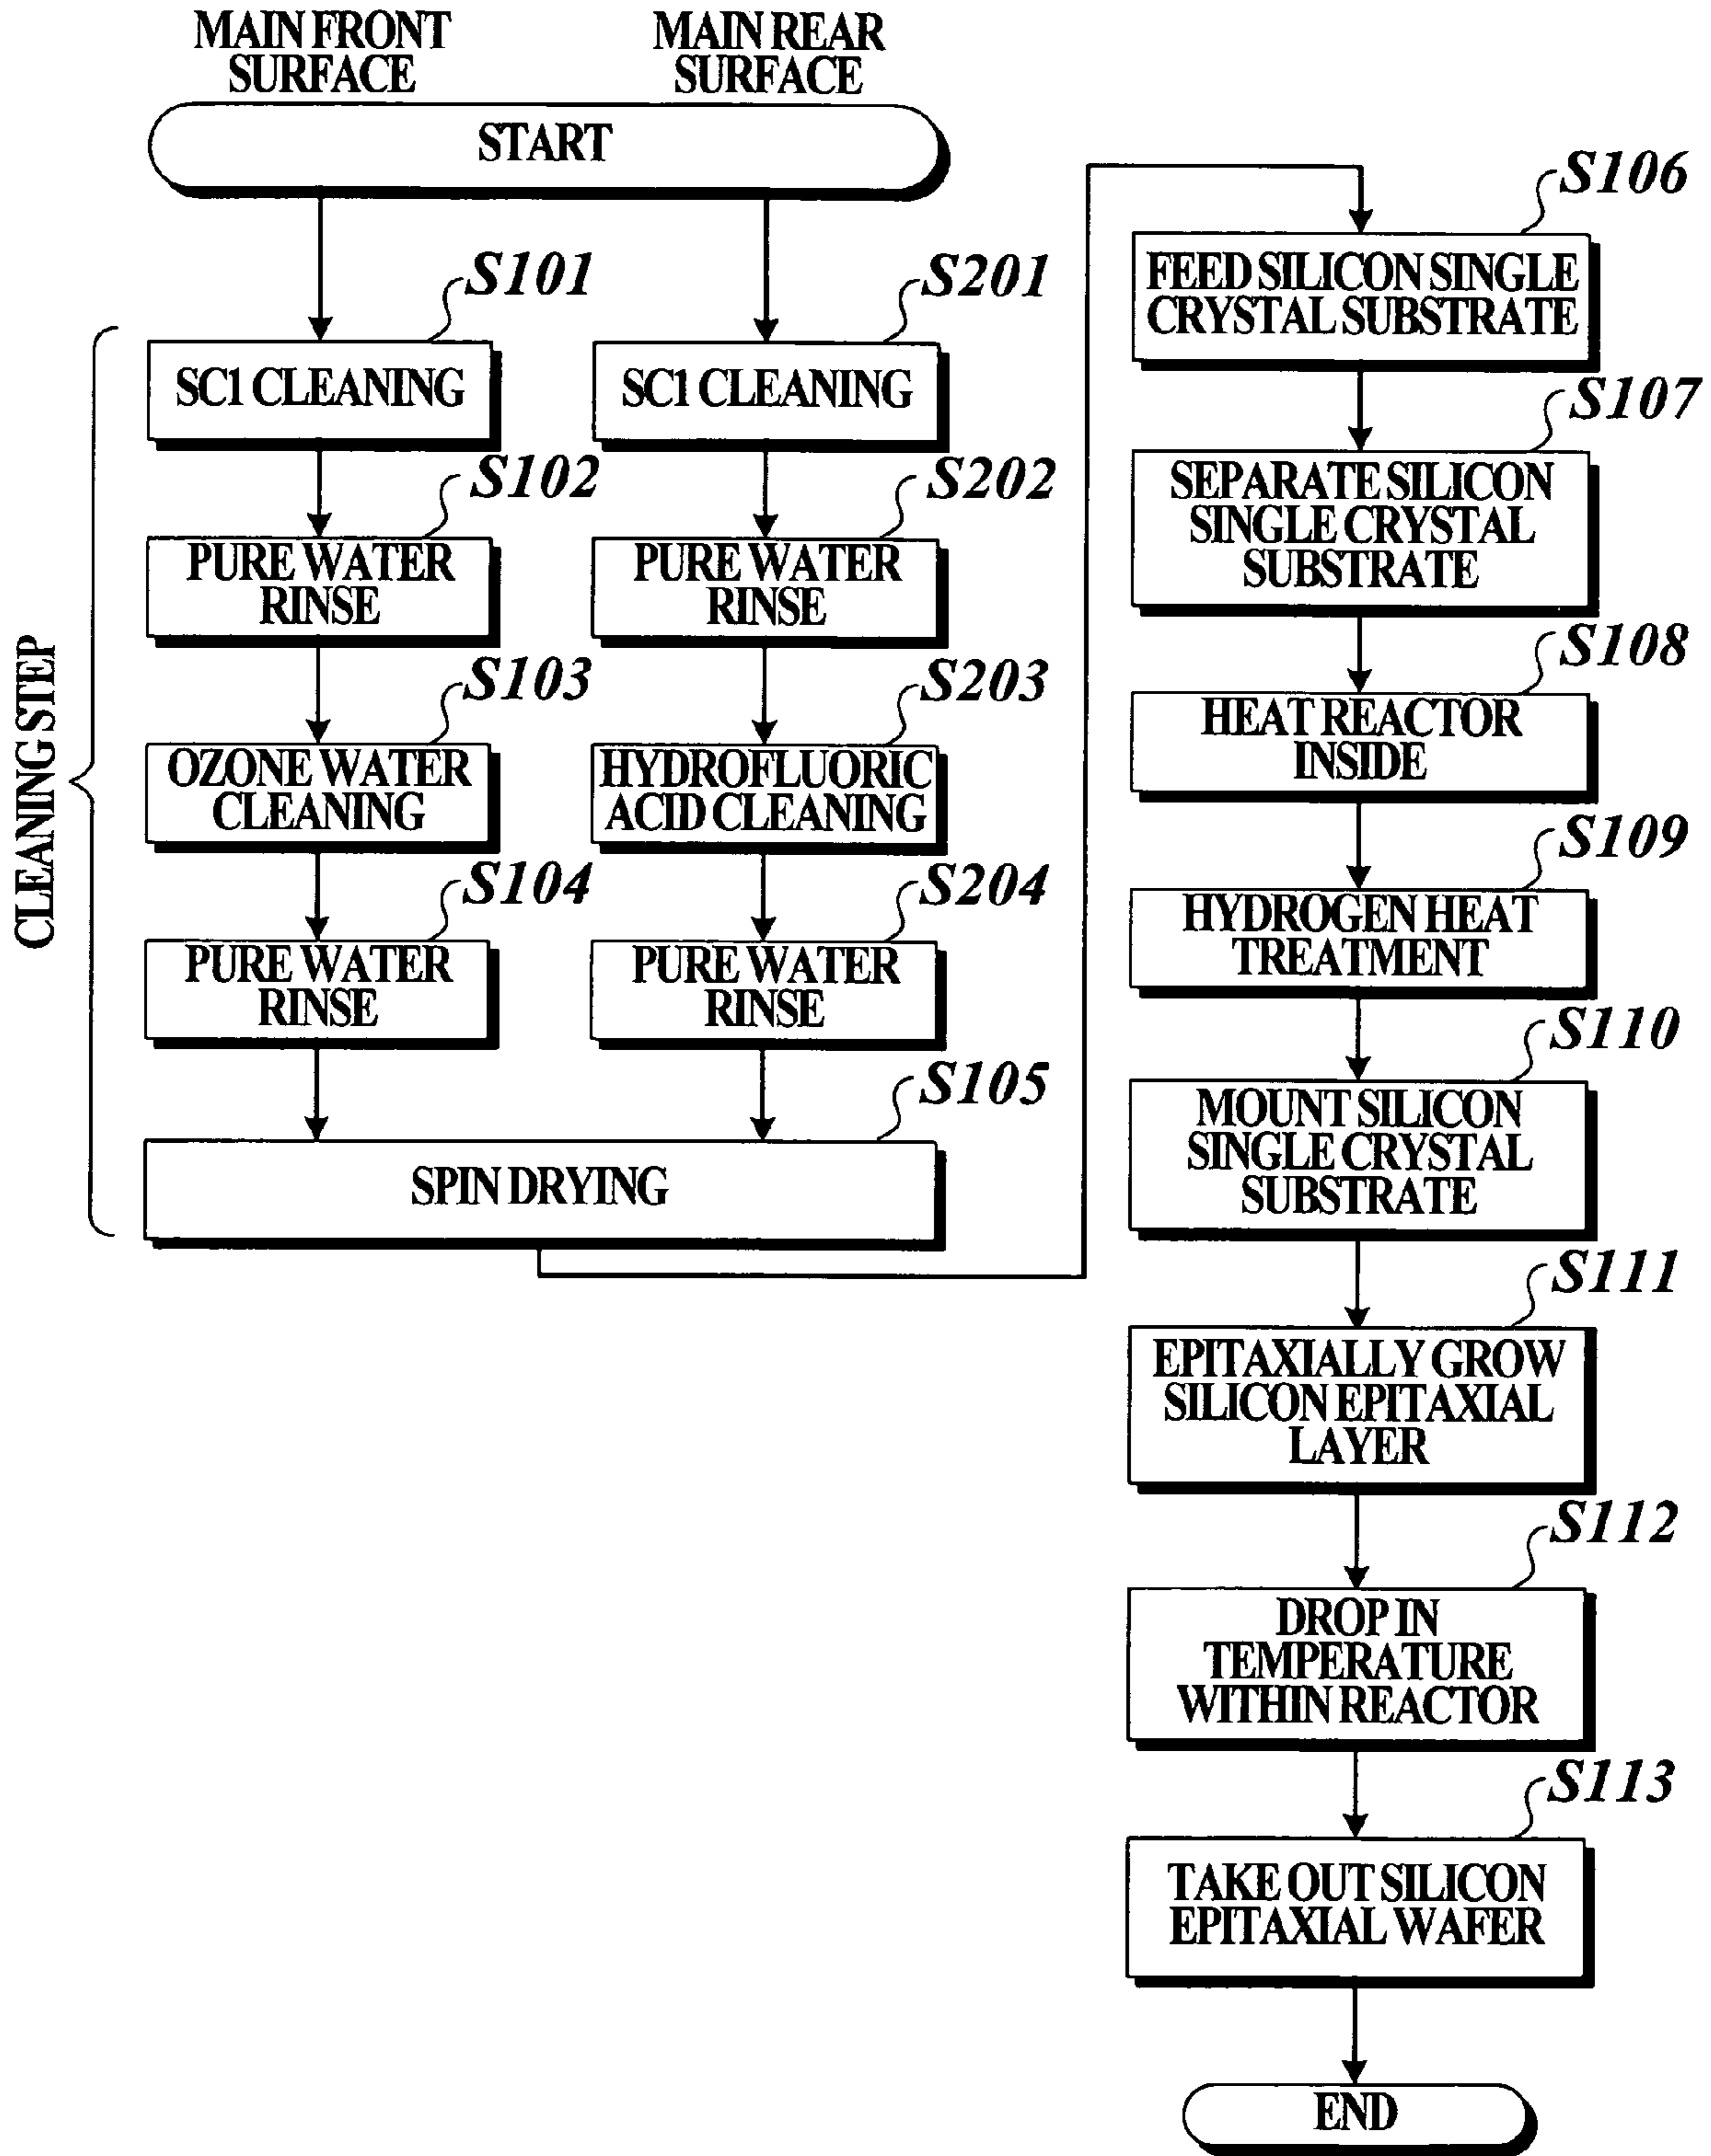 MAIN FRONT
SURFACE
MAIN REAR
SURFACE
START
CLEANING STEP
S101
SC1 CLEANING
S201
SC1 CLEANING
S102
PURE WATER
RINSE
S202
PURE WATER
RINSE
S103
OZONE WATER
CLEANING
S203
HYDROFLUORIC
ACID CLEANING
S104
PURE WATER
RINSE
S204
PURE WATER
RINSE
S105
SPIN DRYING
S106
FEED SILICON SINGLE
CRYSTAL SUBSTRATE
S107
SEPARATE SILICON
SINGLE CRYSTAL
SUBSTRATE
S108
HEAT REACTOR
INSIDE
S109
HYDROGEN HEAT
TREATMENT
S110
MOUNT SILICON
SINGLE CRYSTAL
SUBSTRATE
S111
EPITAXIALLY GROW
SILICON EPITAXIAL
LAYER
S112
DROP IN
TEMPERATURE
WITHIN REACTOR
S113
TAKE OUT SILICON
EPITAXIAL WAFER
END